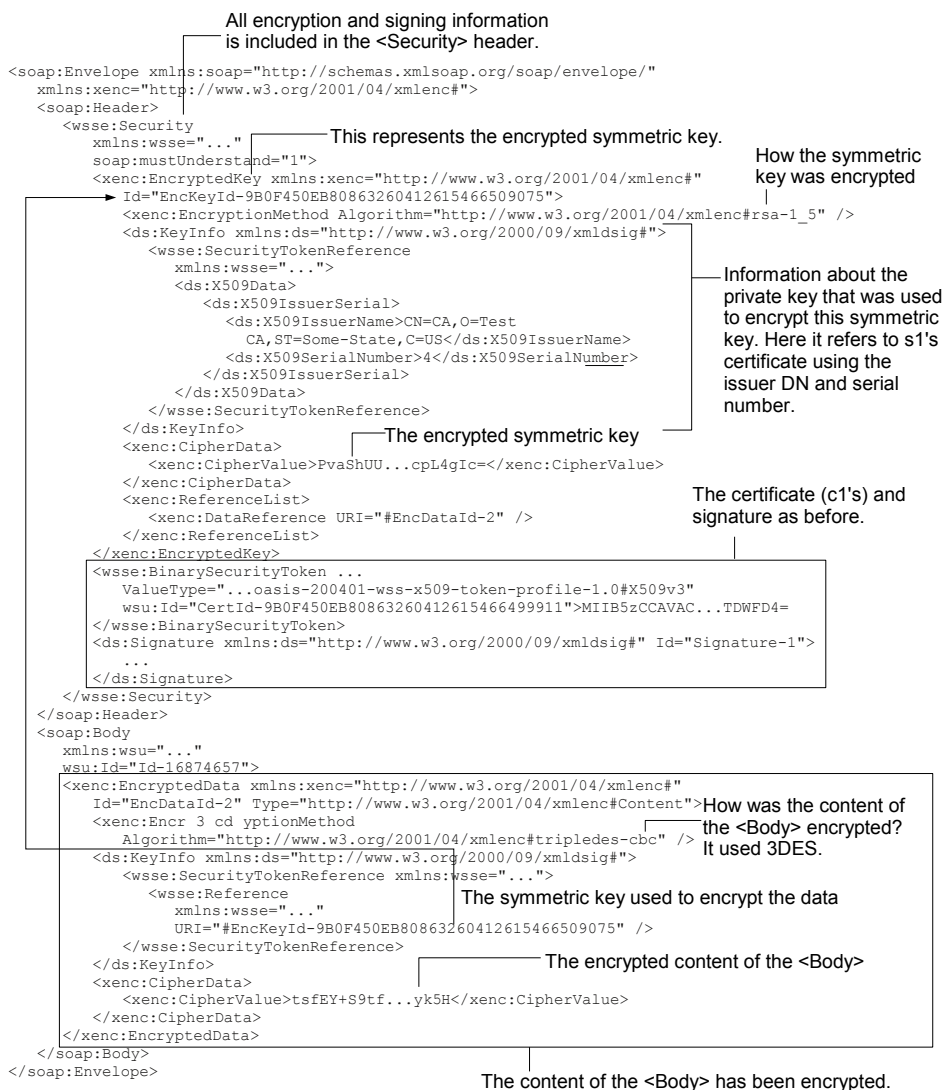 All encryption and signing information
is included in the <Security> header.
<soap:Envelope xmlns:soap="http://schemas.xmlsoap.org/soap/envelope/"
xmlns:xenc="http://www.w3.org/2001/04/xmlenc#">
<soap:Header>
<wsse:Security
xmlns:wsse="..."
This represents the encrypted symmetric key.
soap:mustUnderstand="1">
How the symmetric
key was encrypted
<xenc:EncryptedKey xmlns:xenc="http://www.w3.org/2001/04/xmlenc#"
Id="EncKeyId-9B0F450EB80863260412615466509075">
<xenc:EncryptionMethod Algorithm="http://www.w3.org/2001/04/xmlenc#rsa-1_5" />
<ds:KeyInfo xmlns:ds="http://www.w3.org/2000/09/xmldsig#">
<wsse:SecurityTokenReference
xmlns:wsse="...">
<ds:X509Data>
<ds:X509IssuerSerial>
<ds:X509IssuerName>CN=CA,O=Test
CA,ST=Some-State,C=US</ds:X509IssuerName>
<ds:X509SerialNumber>4</ds:X509SerialNumber>
</ds:X509IssuerSerial>
</ds:X509Data>
</wsse:SecurityTokenReference>
</ds:KeyInfo>
Information about the
private key that was used
to encrypt this symmetric
key. Here it refers to s1's
certificate using the
issuer DN and serial
number.
<xenc:CipherData>
The encrypted symmetric key
<xenc:CipherValue>PvaShUU...cpL4gIc=</xenc:CipherValue>
</xenc:CipherData>
<xenc:ReferenceList>
<xenc:DataReference URI="#EncDataId-2" />
</xenc:ReferenceList>
</xenc:EncryptedKey>
The certificate (c1's) and
signature as before.
<wsse:BinarySecurityToken ...
ValueType="...oasis-200401-wss-x509-token-profile-1.0#X509v3"
wsu:Id="CertId-9B0F450EB80863260412615466499911">MIIB5zCCAVAC...TDWFD4=
</wsse:BinarySecurityToken>
<ds:Signature xmlns:ds="http://www.w3.org/2000/09/xmldsig#" Id="Signature-1">
...
</ds:Signature>
</wsse:Security>
</soap:Header>
<soap:Body
xmlns:wsu="..."
wsu:Id="Id-16874657">
<xenc:EncryptedData xmlns:xenc="http://www.w3.org/2001/04/xmlenc#"
Id="EncDataId-2" Type="http://www.w3.org/2001/04/xmlenc#Content">
<xenc:Encr 3 cd yptionMethod
Algorithm="http://www.w3.org/2001/04/xmlenc#tripledes-cbc" />
How was the content of
the <Body> encrypted?
It used 3DES.
<ds:KeyInfo xmlns:ds="http://www.w3.org/2000/09/xmldsig#">
<wsse:SecurityTokenReference xmlns:wsse="...">
<wsse:Reference
The symmetric key used to encrypt the data
xmlns:wsse="..."
URI="#EncKeyId-9B0F450EB80863260412615466509075" />
</wsse:SecurityTokenReference>
</ds:KeyInfo>
The encrypted content of the <Body>
<xenc:CipherData>
<xenc:CipherValue>tsfEY+S9tf...yk5H</xenc:CipherValue>
</xenc:CipherData>
</xenc:EncryptedData>
</soap:Body>
</soap:Envelope>
The content of the <Body> has been encrypted.